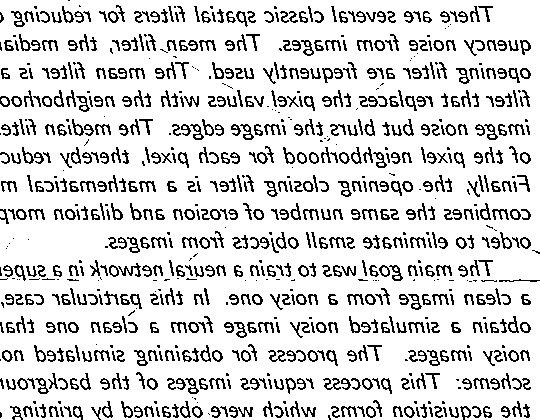 There are several classic spatial filters for reducing
quency noise from images. The mean filter, the media
opening filter are frequently used. The mean filter is a
filter that replaces the pixel values with the neighborhoo
image noise but blurs the image edges. The median filte
of the pixel neighborhood for each pixel, thereby reduc
Finally, the opening closing filter is a mathematical m
combines the same number of erosion and dilation morp
order to eliminate small objects from images.
The main goal was to train a neural network in a supe
a clean image from a noisy one. In this particular case,
obtain a simulated noisy image from a clean one than
noisy images. The process for obtaining simulated no
scheme: This process requires images of the backgroun
the acquisition forms, which were obtained by printing a